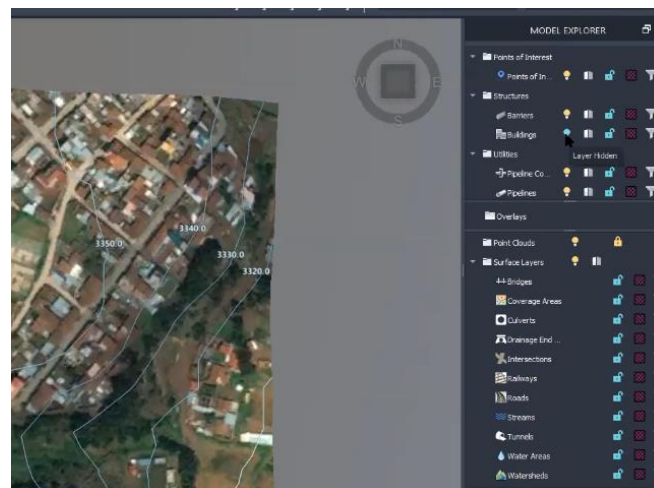 N
W
E
S
3340.0
3350.0
3330.0
3320.0
MODEL EXPLORER
Points of Interest
Points of In...
Structures
Barriers
Buildings
Layer Hidden
Utilities
Pipeline Co...
Pipelines
Overlays
Point Clouds
Surface Layers
Bridges
Coverage Areas
Culverts
Drainage End ...
Intersections
Railways
Roads
Streams
Tunnels
Water Areas
Watersheds